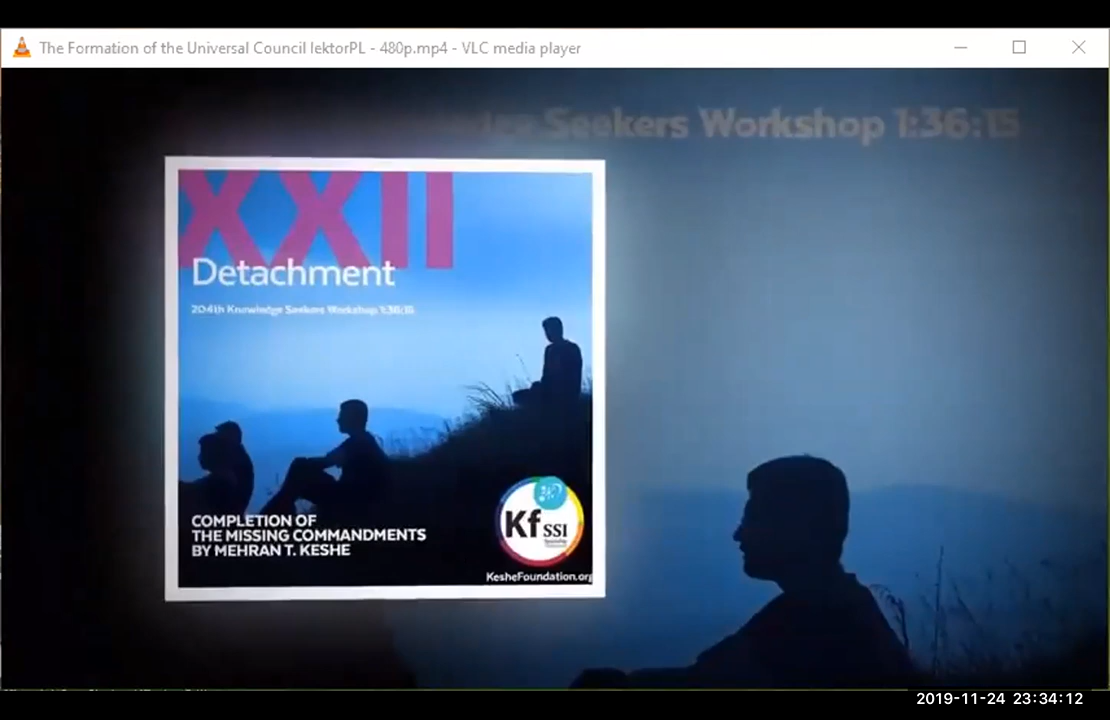 The Formation of the Universal Council lektorPL - 480p.mp4 - VLC media player
Seekers Workshop 1:36:15
XXII
Detachment
204th Knowledge Seekers Workshop 1:36:15
COMPLETION OF
THE MISSING COMMANDMENTS
BY MEHRAN T. KESHE
Kf SSI
KesheFoundation.org
2019-11-24 23:34:12